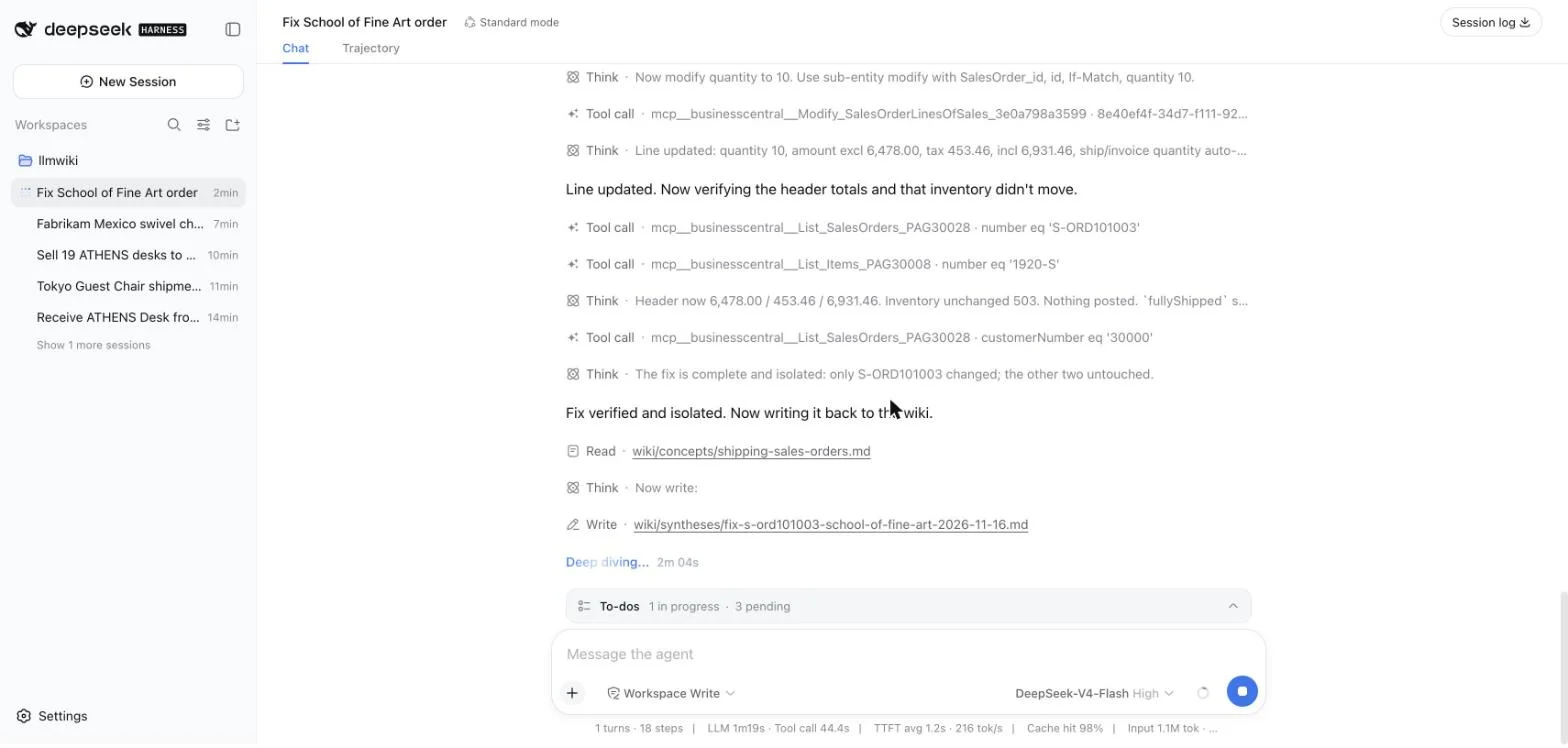 deepseek HARNESS
New Session
Workspaces
llmwiki
Fix School of Fine Art order 2min
Fabrikam Mexico swivel ch... 7min
Sell 19 ATHENS desks to ... 10min
Tokyo Guest Chair shipme... 11min
Receive ATHENS Desk fro... 14min
Show 1 more sessions
Settings
Fix School of Fine Art order Standard mode
Session log
Chat Trajectory
Think · Now modify quantity to 10. Use sub-entity modify with SalesOrder_id, id, If-Match, quantity 10.
Tool call · mcp__businesscentral__Modify_SalesOrderLinesOfSales_3e0a798a3599 · 8e40ef4f-34d7-f111-92...
Think · Line updated: quantity 10, amount excl 6,478.00, tax 453.46, incl 6,931.46, ship/invoice quantity auto-...
Line updated. Now verifying the header totals and that inventory didn't move.
Tool call · mcp__businesscentral__List_SalesOrders_PAG30028 · number eq 'S-ORD101003'
Tool call · mcp__businesscentral__List_Items_PAG30008 · number eq '1920-S'
Think · Header now 6,478.00 / 453.46 / 6,931.46. Inventory unchanged 503. Nothing posted. `fullyShipped` s...
Tool call · mcp__businesscentral__List_SalesOrders_PAG30028 · customerNumber eq '30000'
Think · The fix is complete and isolated: only S-ORD101003 changed; the other two untouched.
Fix verified and isolated. Now writing it back to the wiki.
Read · wiki/concepts/shipping-sales-orders.md
Think · Now write:
Write · wiki/syntheses/fix-s-ord101003-school-of-fine-art-2026-11-16.md
Deep diving... 2m 04s
To-dos 1 in progress · 3 pending
Message the agent
Workspace Write
DeepSeek-V4-Flash High
1 turns · 18 steps | LLM 1m19s · Tool call 44.4s | TTFT avg 1.2s · 216 tok/s | Cache hit 98% | Input 1.1M tok · ...